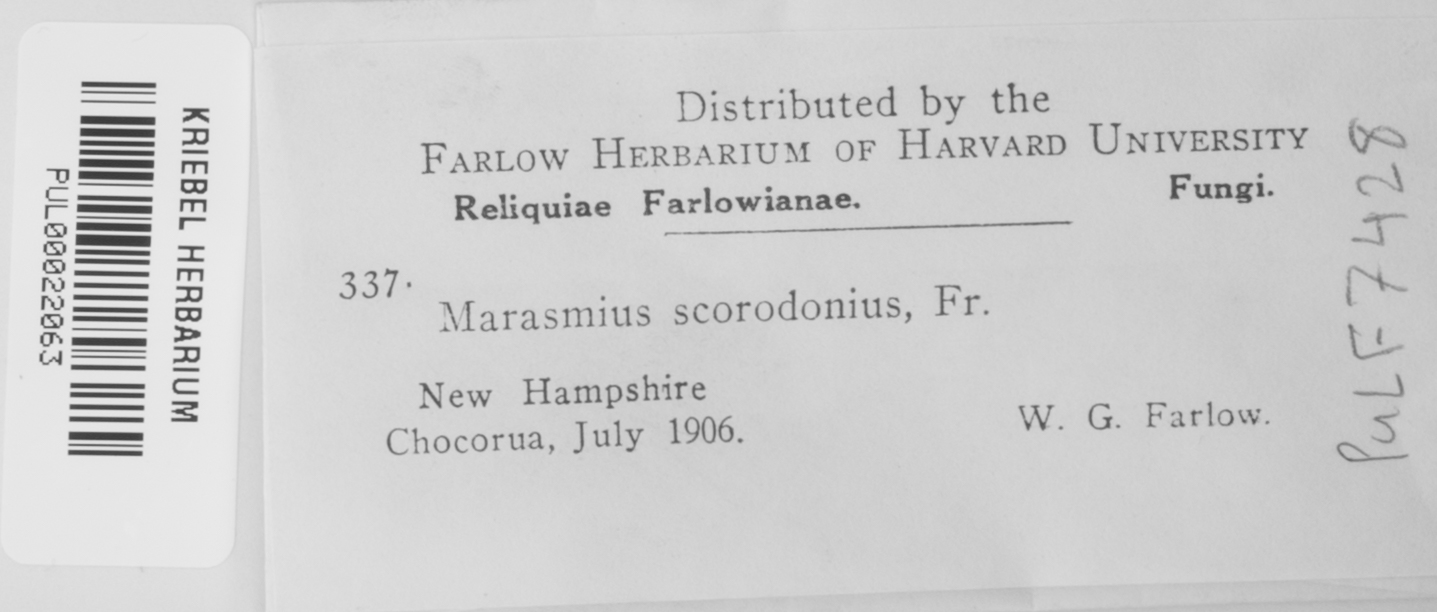 KRIEBEL HERBARIUM
PUL00022063
Distributed by the
FARLOW HERBARIUM OF HARVARD UNIVERSITY
Reliquiae Farlowianae. Fungi.
337.
Marasmius scorodonius, Fr.
New Hampshire
Chocorua, July 1906. W. G. Farlow.
PuL F7428